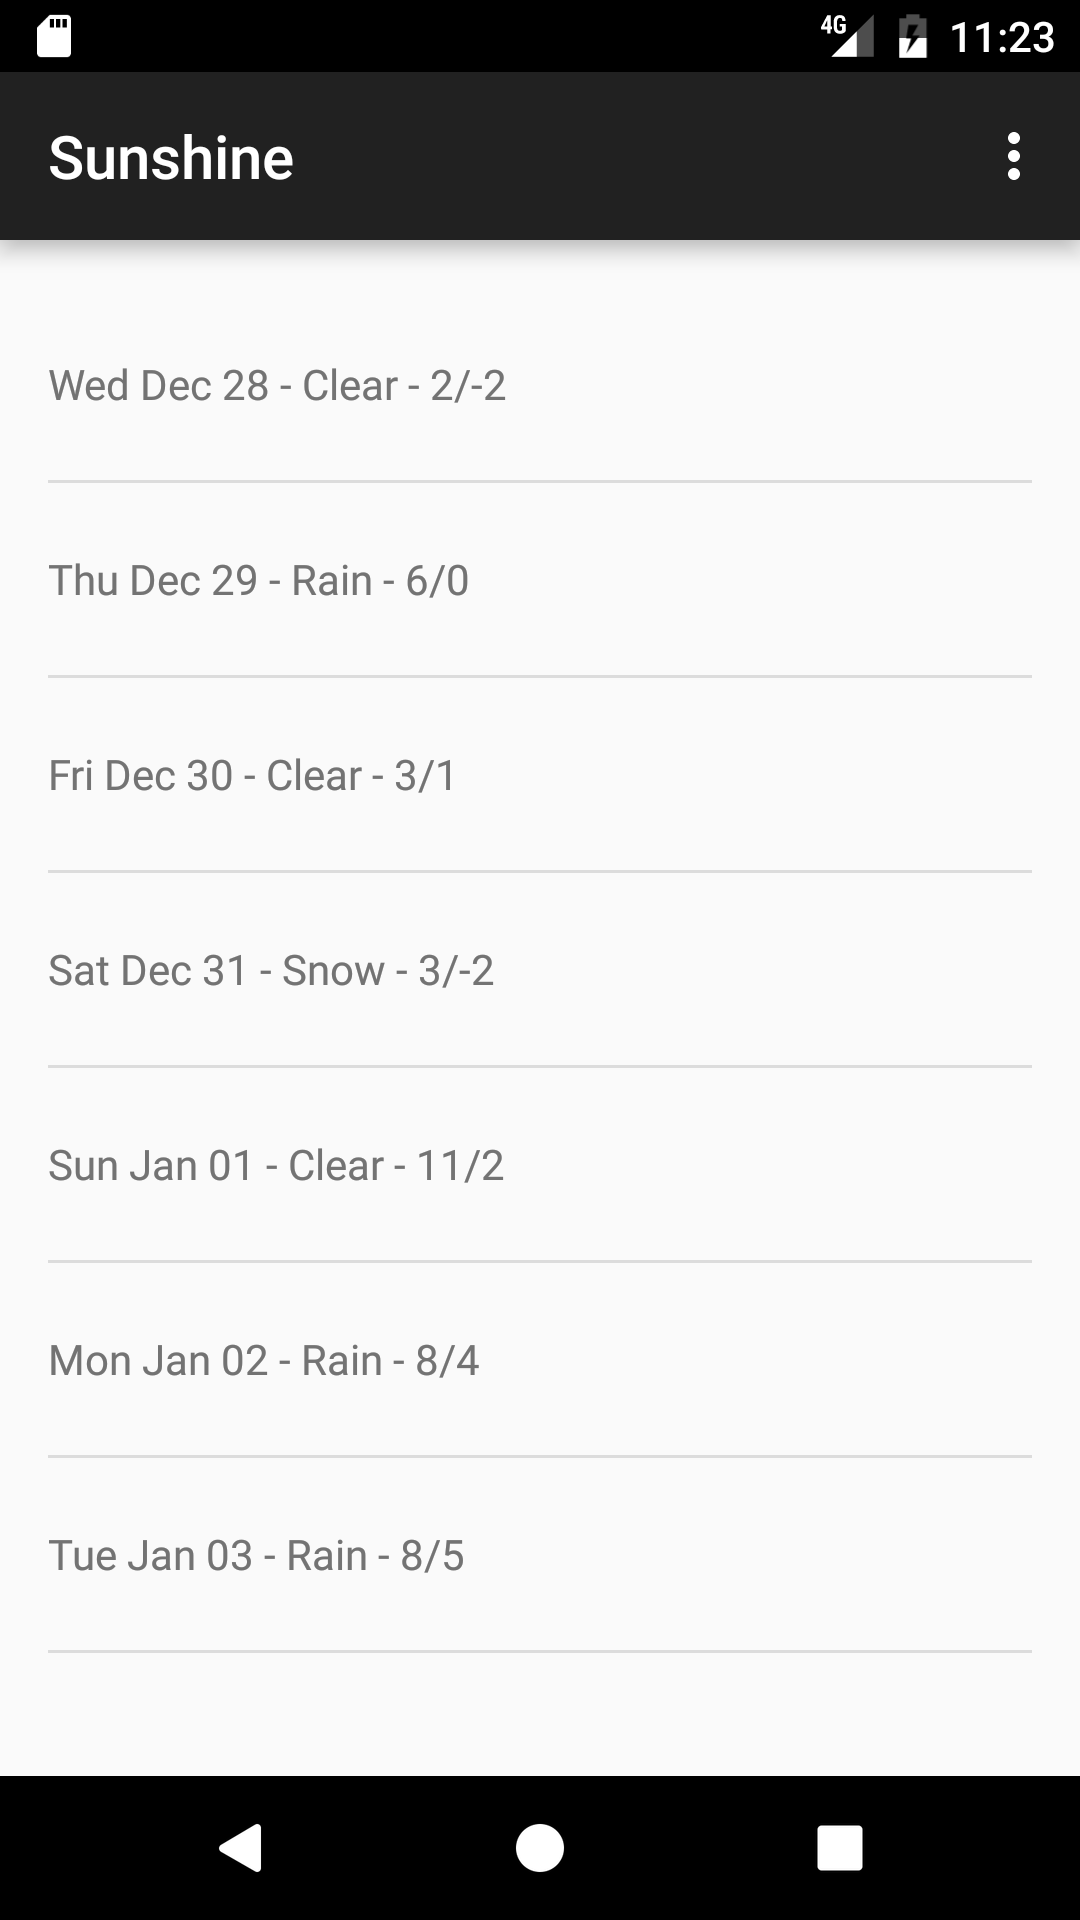 4G 11:23
Sunshine
Wed Dec 28 - Clear - 2/-2
Thu Dec 29 - Rain - 6/0
Fri Dec 30 - Clear - 3/1
Sat Dec 31 - Snow - 3/-2
Sun Jan 01 - Clear - 11/2
Mon Jan 02 - Rain - 8/4
Tue Jan 03 - Rain - 8/5